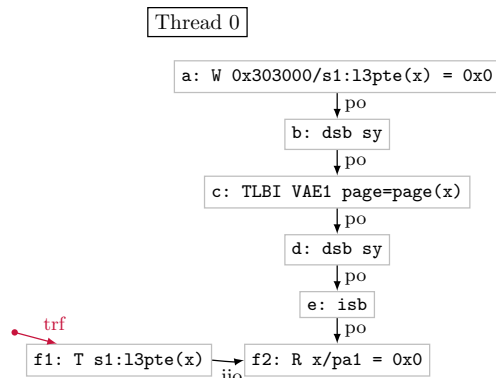 Thread 0
a: W 0x303000/s1:l3pte(x) = 0x0
po
b: dsb sy
po
c: TLBI VAE1 page=page(x)
po
d: dsb sy
po
e: isb
trf
po
f1: T s1:l3pte(x)
iio
f2: R x/pa1 = 0x0